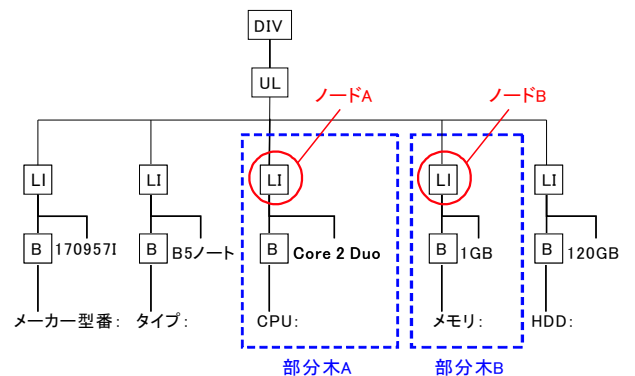 DIV
UL
ノードA
ノードB
LI
LI
LI
LI
LI
B
170957I
B
B5ノート
B
Core 2 Duo
B
1GB
B
120GB
メーカー型番:
タイプ:
CPU:
メモリ:
HDD:
部分木A
部分木B